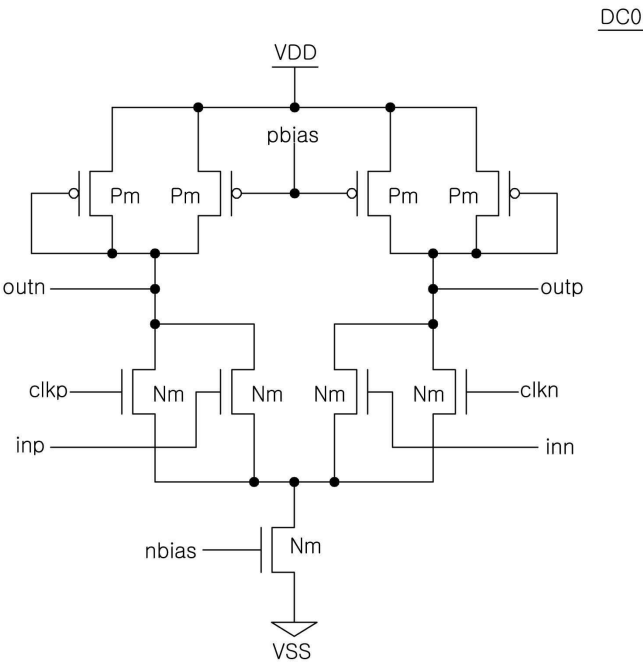 DC0
VDD
pbias
Pm
Pm
Pm
Pm
outn
outp
clkp
Nm
Nm
Nm
Nm
clkn
inp
inn
nbias
Nm
VSS